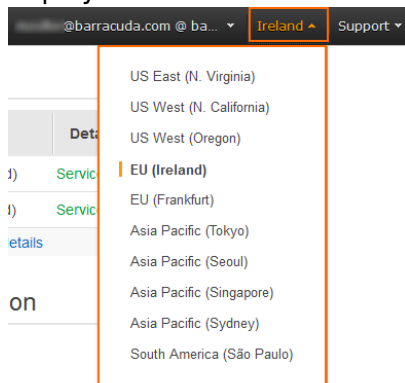 @barracuda.com @ ba... Ireland Support
US East (N. Virginia)
US West (N. California)
Deta
US West (Oregon)
EU (Ireland)
Servic
EU (Frankfurt)
Servic
Asia Pacific (Tokyo)
etails
Asia Pacific (Seoul)
Asia Pacific (Singapore)
on
Asia Pacific (Sydney)
South America (São Paulo)